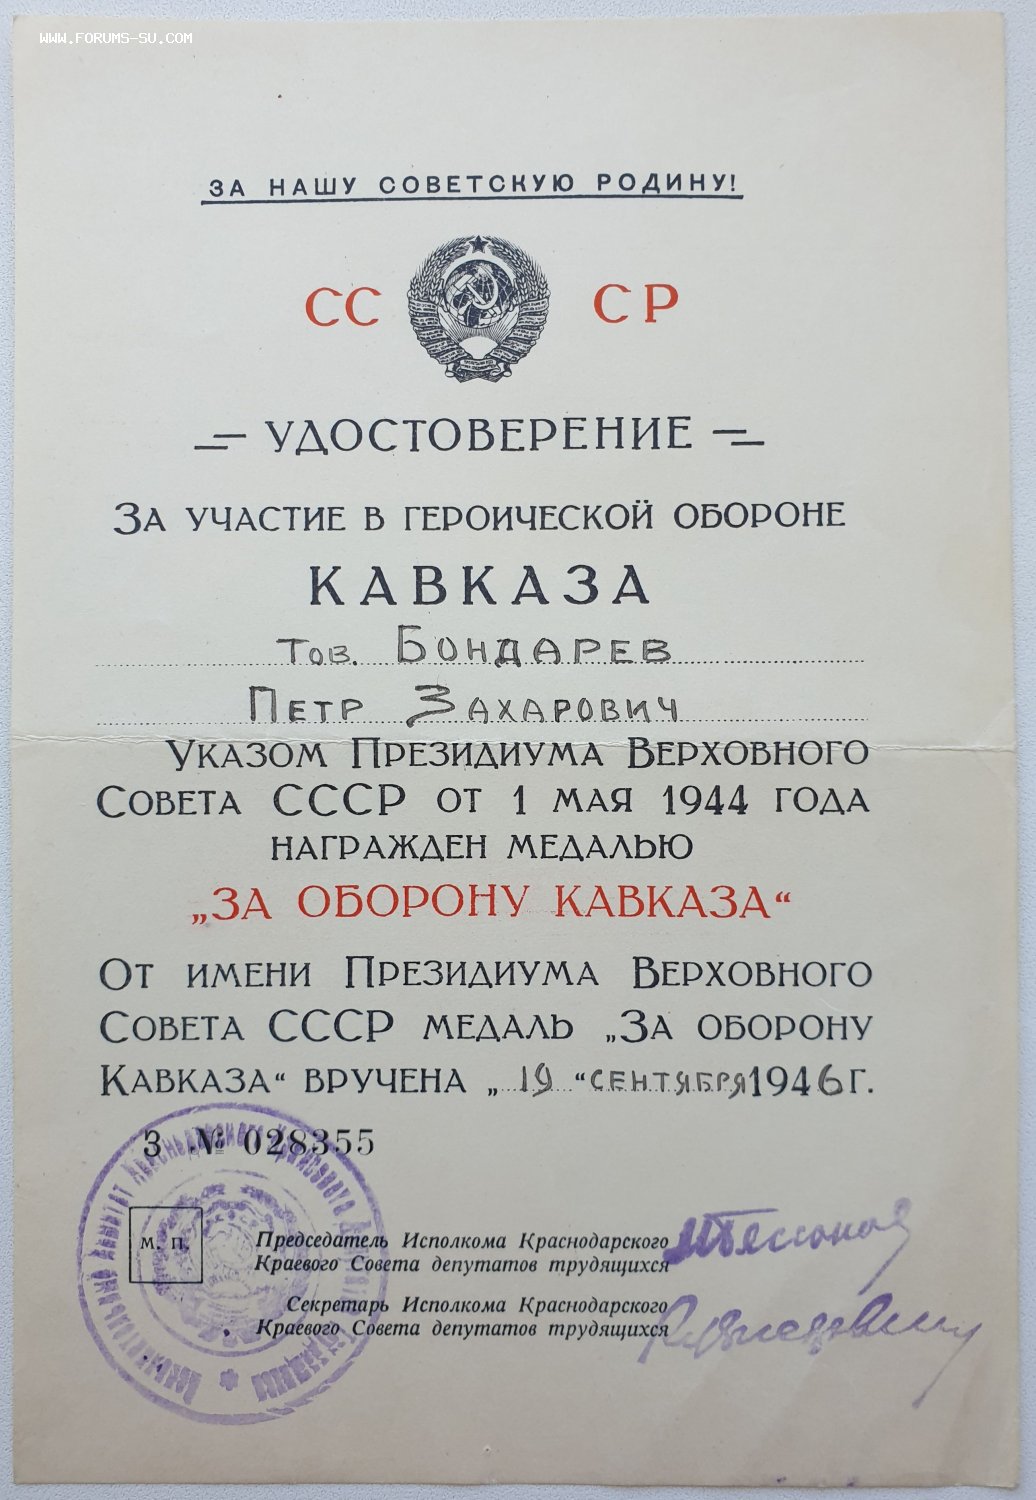 WWW.FORUMS-SU.COM
ЗА НАШУ СОВЕТСКУЮ РОДИНУ!
СС СР
УДОСТОВЕРЕНИЕ
ЗА УЧАСТИЕ В ГЕРОИЧЕСКОЙ ОБОРОНЕ
КАВКАЗА
Тов. БОНДАРЕВ
ПЕТР ЗАХАРОВИЧ
УКАЗОМ ПРЕЗИДИУМА ВЕРХОВНОГО
СОВЕТА СССР ОТ 1 МАЯ 1944 ГОДА
НАГРАЖДЕН МЕДАЛЬЮ
„ЗА ОБОРОНУ КАВКАЗА“
ОТ ИМЕНИ ПРЕЗИДИУМА ВЕРХОВНОГО
СОВЕТА СССР МЕДАЛЬ „ЗА ОБОРОНУ
КАВКАЗА“ ВРУЧЕНА „19“ СЕНТЯБРЯ 1946 Г.
З № 028355
М. П.
Председатель Исполкома Краснодарского
Краевого Совета депутатов трудящихся
Секретарь Исполкома Краснодарского
Краевого Совета депутатов трудящихся